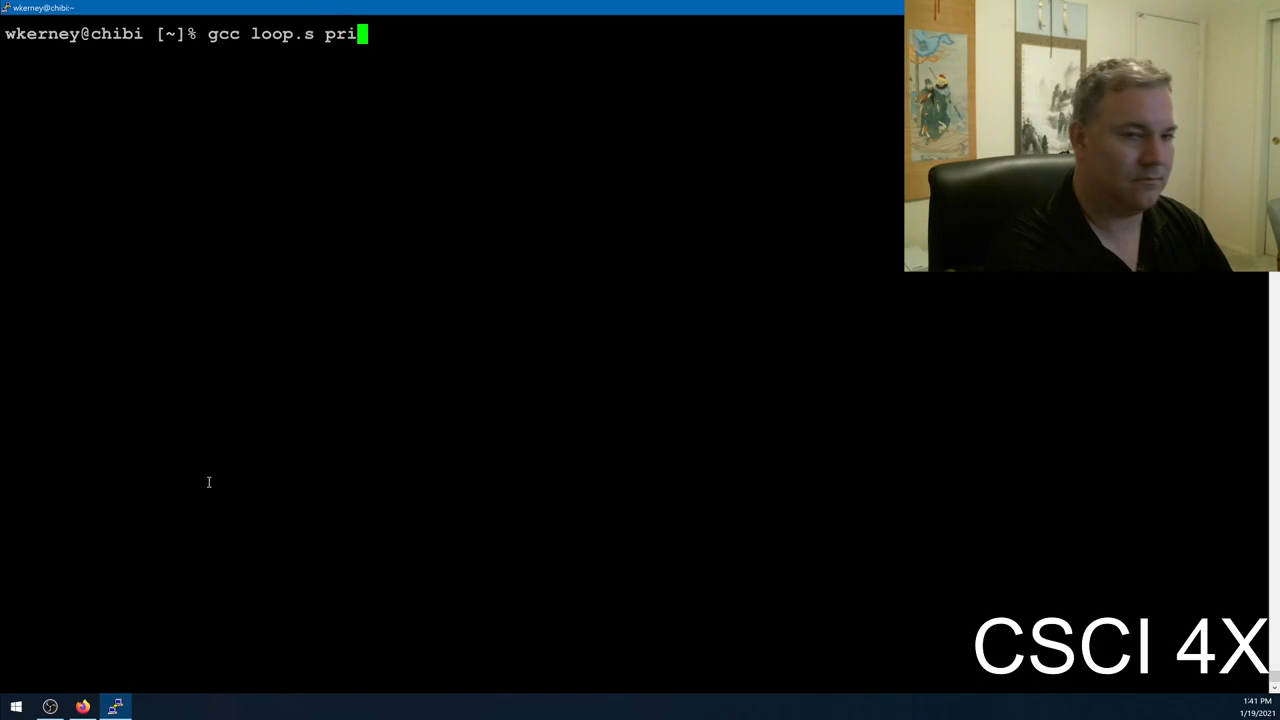 wkerney@chibi:~
wkerney@chibi [~]% gcc loop.s pri
CSCI 4X
1:41 PM
1/19/2021